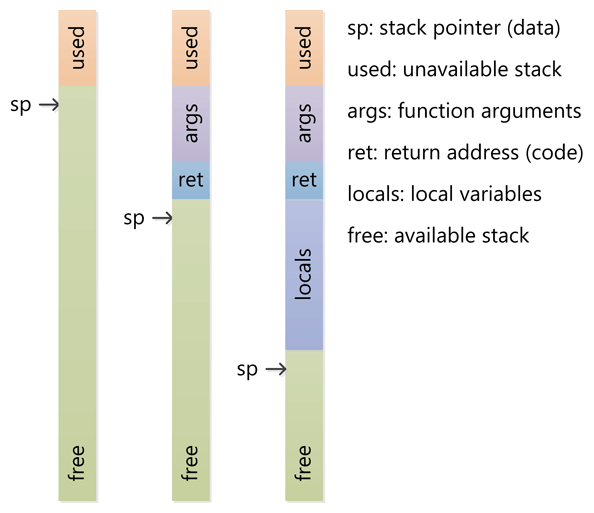 used
sp
free
used
args
ret
sp
free
used
args
ret
locals
sp
free
sp: stack pointer (data)
used: unavailable stack
args: function arguments
ret: return address (code)
locals: local variables
free: available stack